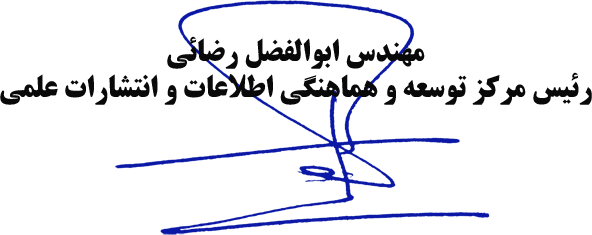 مهندس ابوالفضل رضائی
رئیس مرکز توسعه و هماهنگی اطلاعات و انتشارات علمی